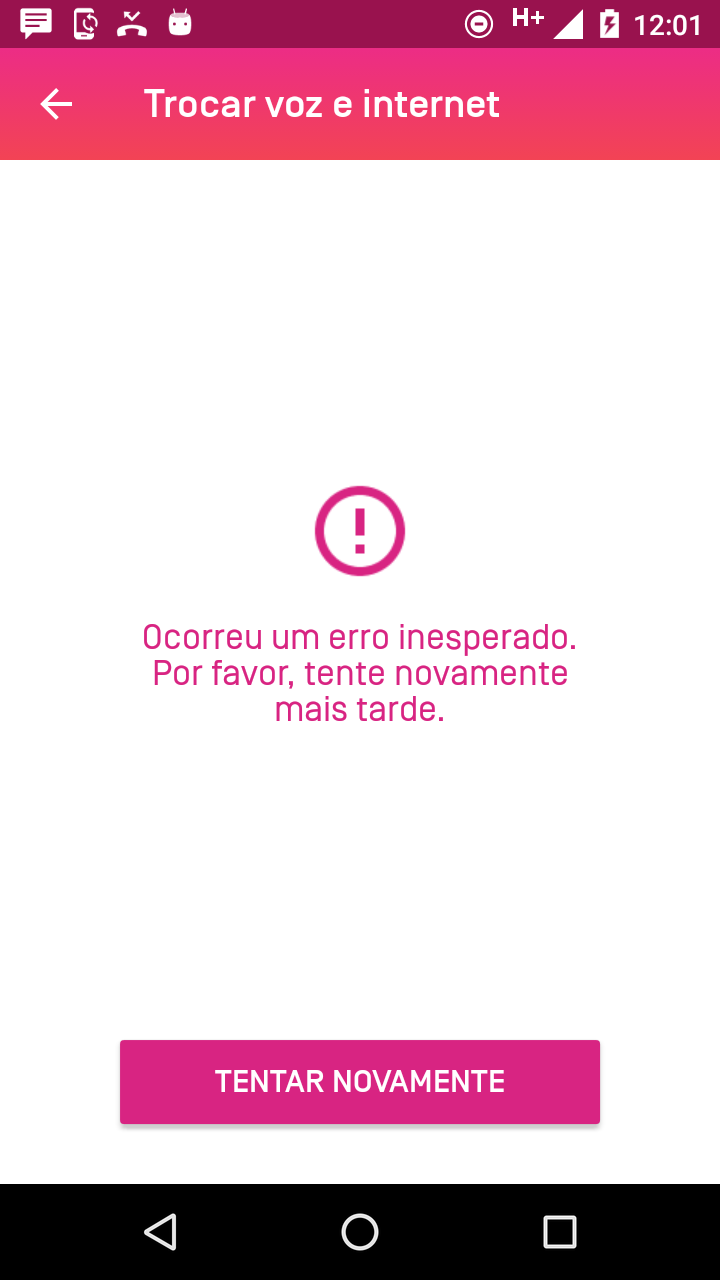 H+ 12:01
Trocar voz e internet
Ocorreu um erro inesperado.
Por favor, tente novamente
mais tarde.
TENTAR NOVAMENTE